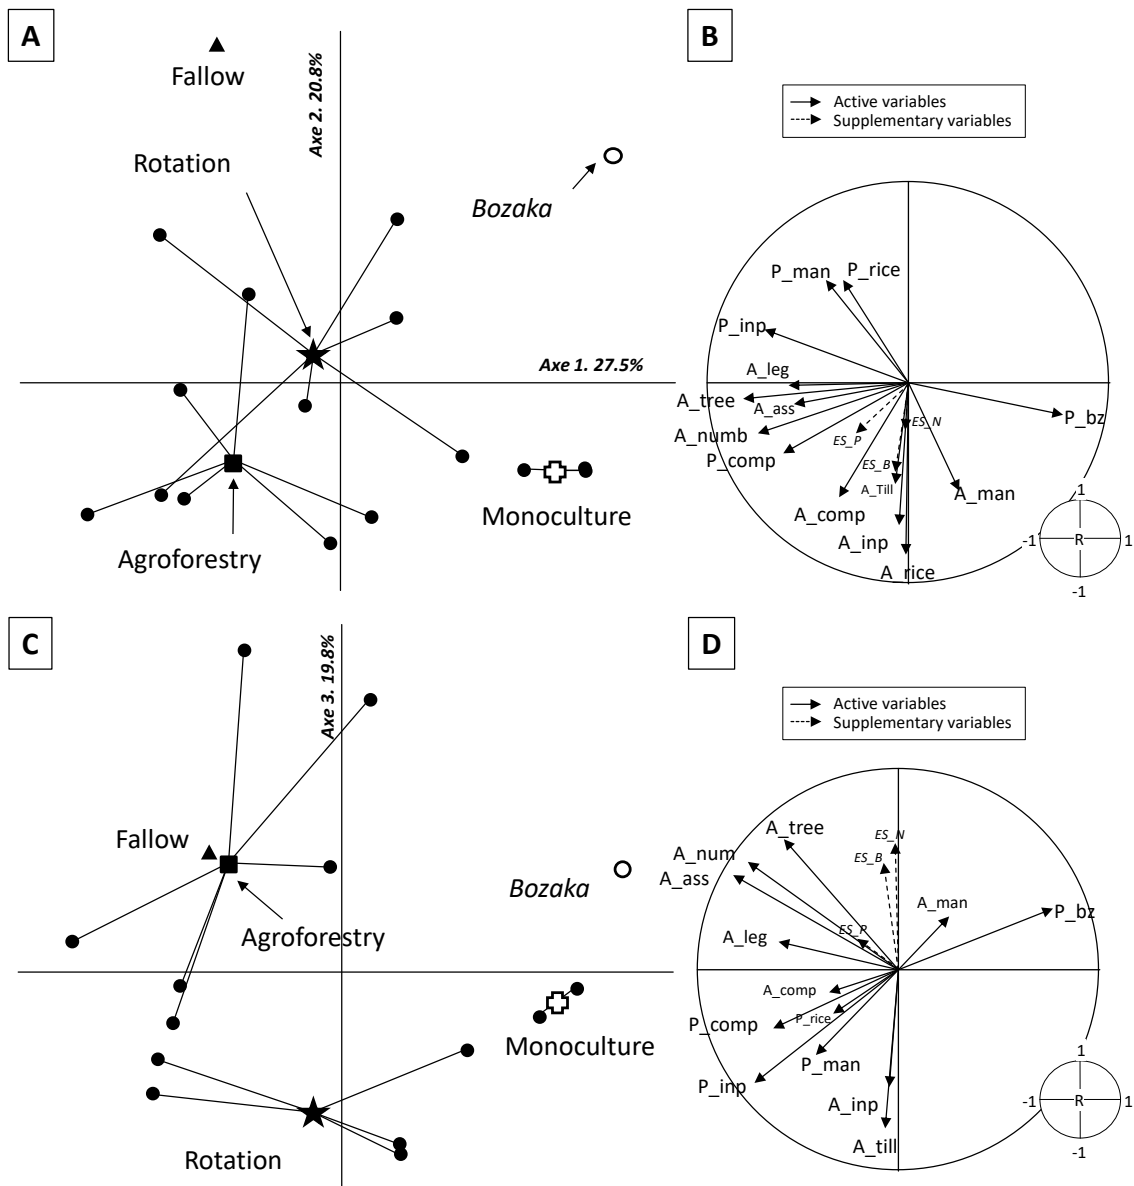 A
Fallow
Axe 2. 20.8%
Rotation
Bozaka
Axe 1. 27.5%
Monoculture
Agroforestry
B
Active variables
Supplementary variables
P_man
P_rice
P_inp
A_leg
A_tree
A_ass
A_numb
P_comp
ES_P
ES_N
ES_B
A_Till
P_bz
A_man
A_comp
A_inp
A_rice
1
-1
R
1
-1
C
Axe 3. 19.8%
Fallow
Bozaka
Agroforestry
Monoculture
Rotation
D
Active variables
Supplementary variables
A_tree
ES_N
A_num
ES_B
A_ass
A_man
P_bz
ES_P
A_leg
A_comp
P_rice
P_comp
P_man
P_inp
A_inp
A_till
1
-1
R
1
-1